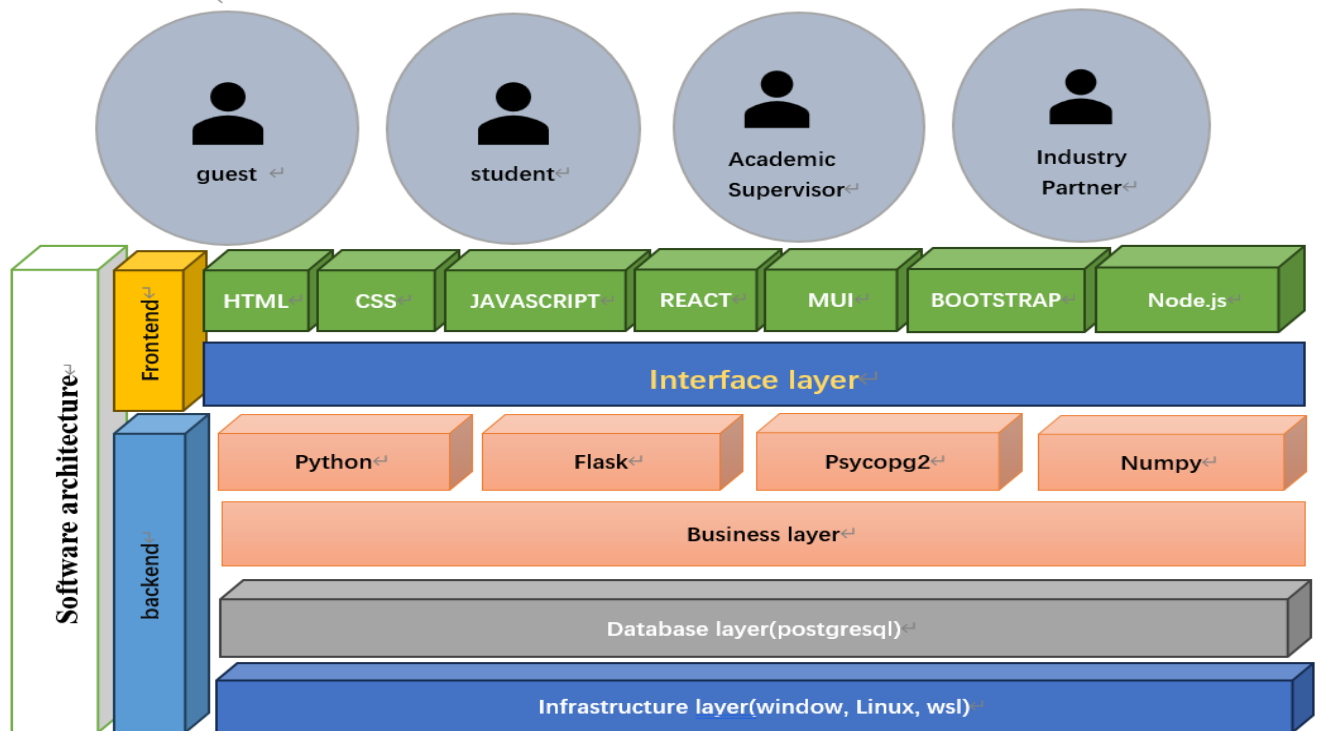 guest
student
Academic
Supervisor
Industry
Partner
Software architecture
Frontend
HTML
CSS
JAVASCRIPT
REACT
MUI
BOOTSTRAP
Node.js
Interface layer
backend
Python
Flask
Psycopg2
Numpy
Business layer
Database layer(postgresql)
Infrastructure layer(window, Linux, wsl)